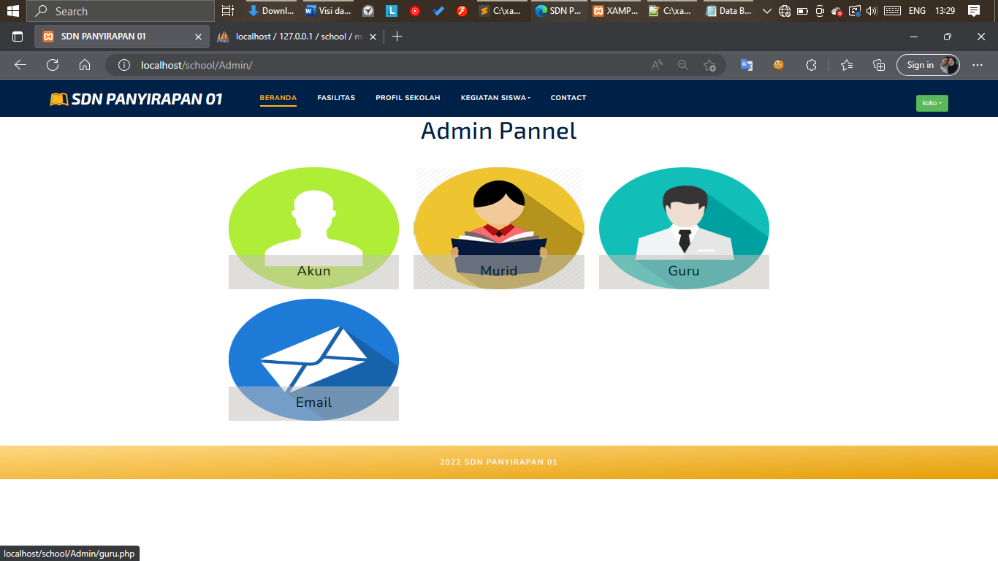 Search
Downl...
Visi da...
C:\xa...
SDN P...
XAMP...
C:\xa...
Data B...
ENG
13:29
SDN PANYIRAPAN 01
localhost / 127.0.0.1 / school / m
localhost/school/Admin/
Sign in
SDN PANYIRAPAN 01
BERANDA
FASILITAS
PROFIL SEKOLAH
KEGIATAN SISWA
CONTACT
koko
Admin Pannel
Akun
Murid
Guru
Email
2022 SDN PANYIRAPAN 01
localhost/school/Admin/guru.php